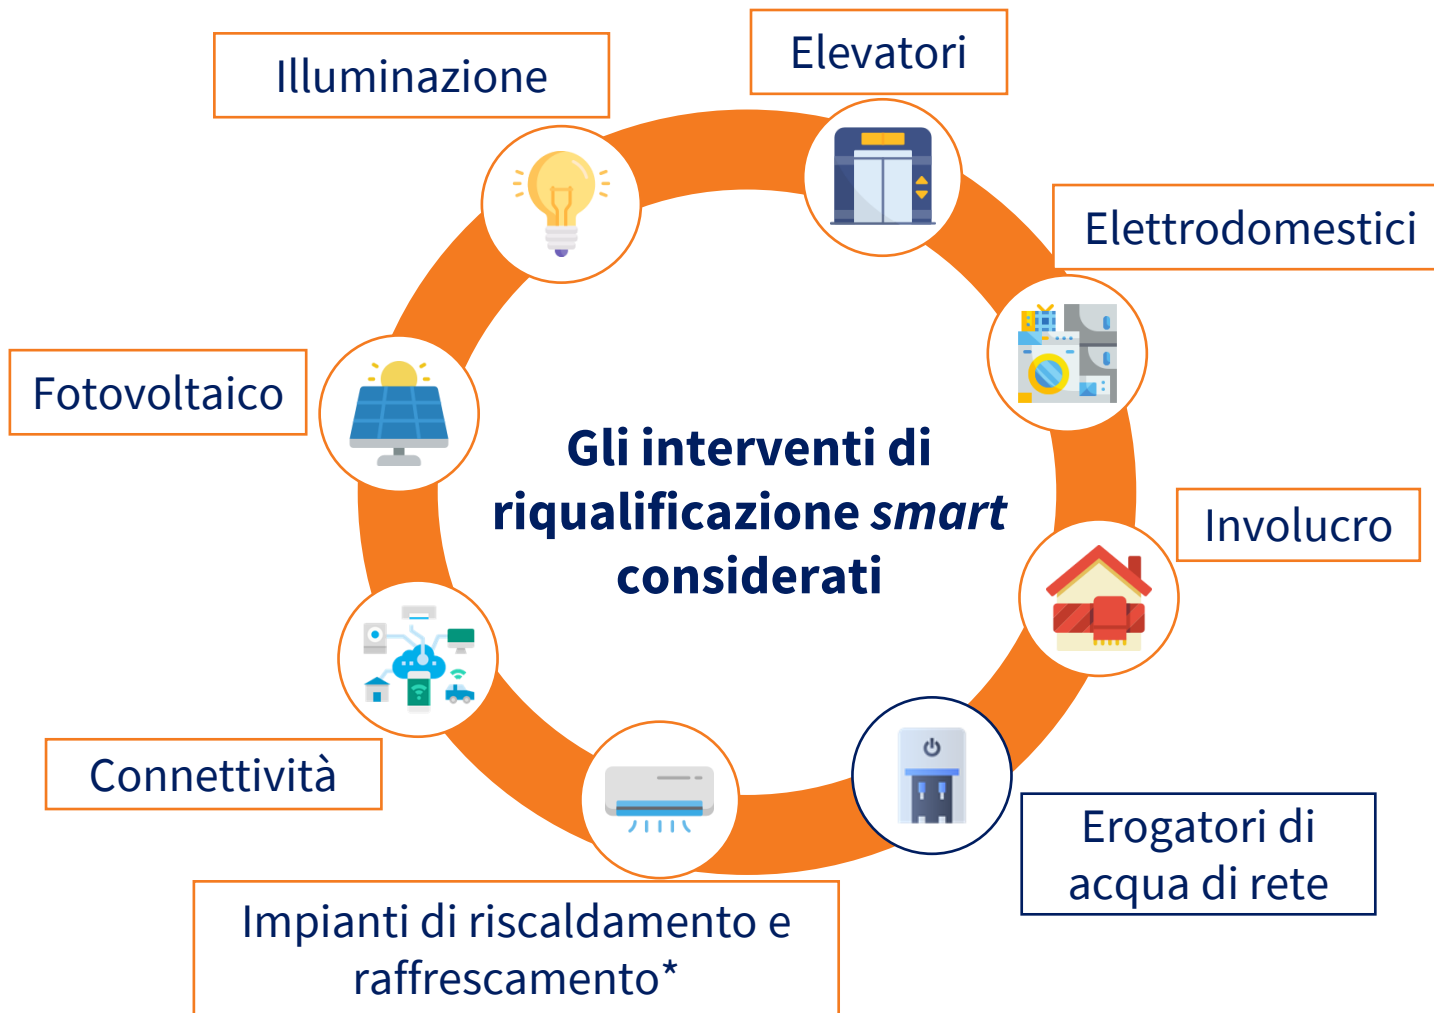 Elevatori
Illuminazione
Elettrodomestici
Fotovoltaico
Gli interventi di
riqualificazione smart
considerati
Involucro
Connettività
Erogatori di
acqua di rete
Impianti di riscaldamento e
raffrescamento*